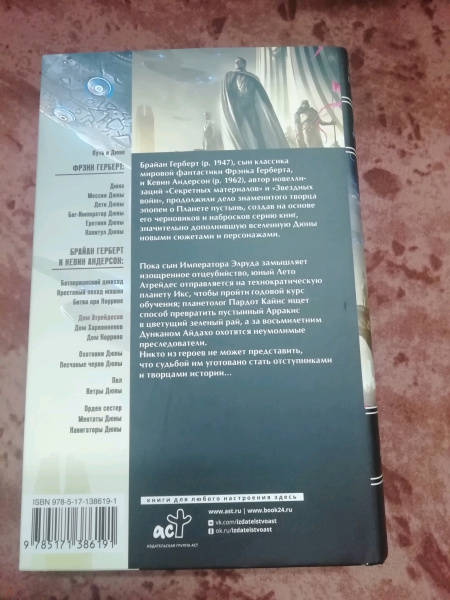 Путь к Дюне
ФРЭНК ГЕРБЕРТ:
Дюна
Мессия Дюны
Дети Дюны
Бог-Император Дюны
Еретики Дюны
Капитул Дюны
БРАЙАН ГЕРБЕРТ
И КЕВИН АНДЕРСОН:
Батлерианский джихад
Крестовый поход машин
Битва при Коррине
Дом Атрейдесов
Дом Харконненов
Дом Коррино
Охотники Дюны
Песчаные черви Дюны
Пол
Ветры Дюны
Орден сестер
Ментаты Дюны
Навигаторы Дюны
ISBN 978-5-17-138619-1
9 785171 386191
Брайан Герберт (р. 1947), сын классика
мировой фантастики Фрэнка Герберта,
и Кевин Андерсон (р. 1962), автор новелли-
заций «Секретных материалов» и «Звездных
войн», продолжили дело знаменитого творца
эпопеи о Планете пустынь, создав на основе
его черновиков и набросков серию книг,
значительно дополнившую вселенную Дюны
новыми сюжетами и персонажами.
Пока сын Императора Элруда замышляет
изощренное отцеубийство, юный Лето
Атрейдес отправляется на технократическую
планету Икс, чтобы пройти годовой курс
обучения; планетолог Пардот Кайнс ищет
способ превратить пустынный Арракис
в цветущий зеленый рай, а за восьмилетним
Дунканом Айдахо охотятся неумолимые
преследователи.
Никто из героев не может представить,
что судьбой им уготовано стать отступниками
и творцами истории...
книги для любого настроения здесь
www.ast.ru | www.book24.ru
vk.com/izdatelstvoast
ok.ru/izdatelstvoast
аст
ИЗДАТЕЛЬСКАЯ ГРУППА АСТ